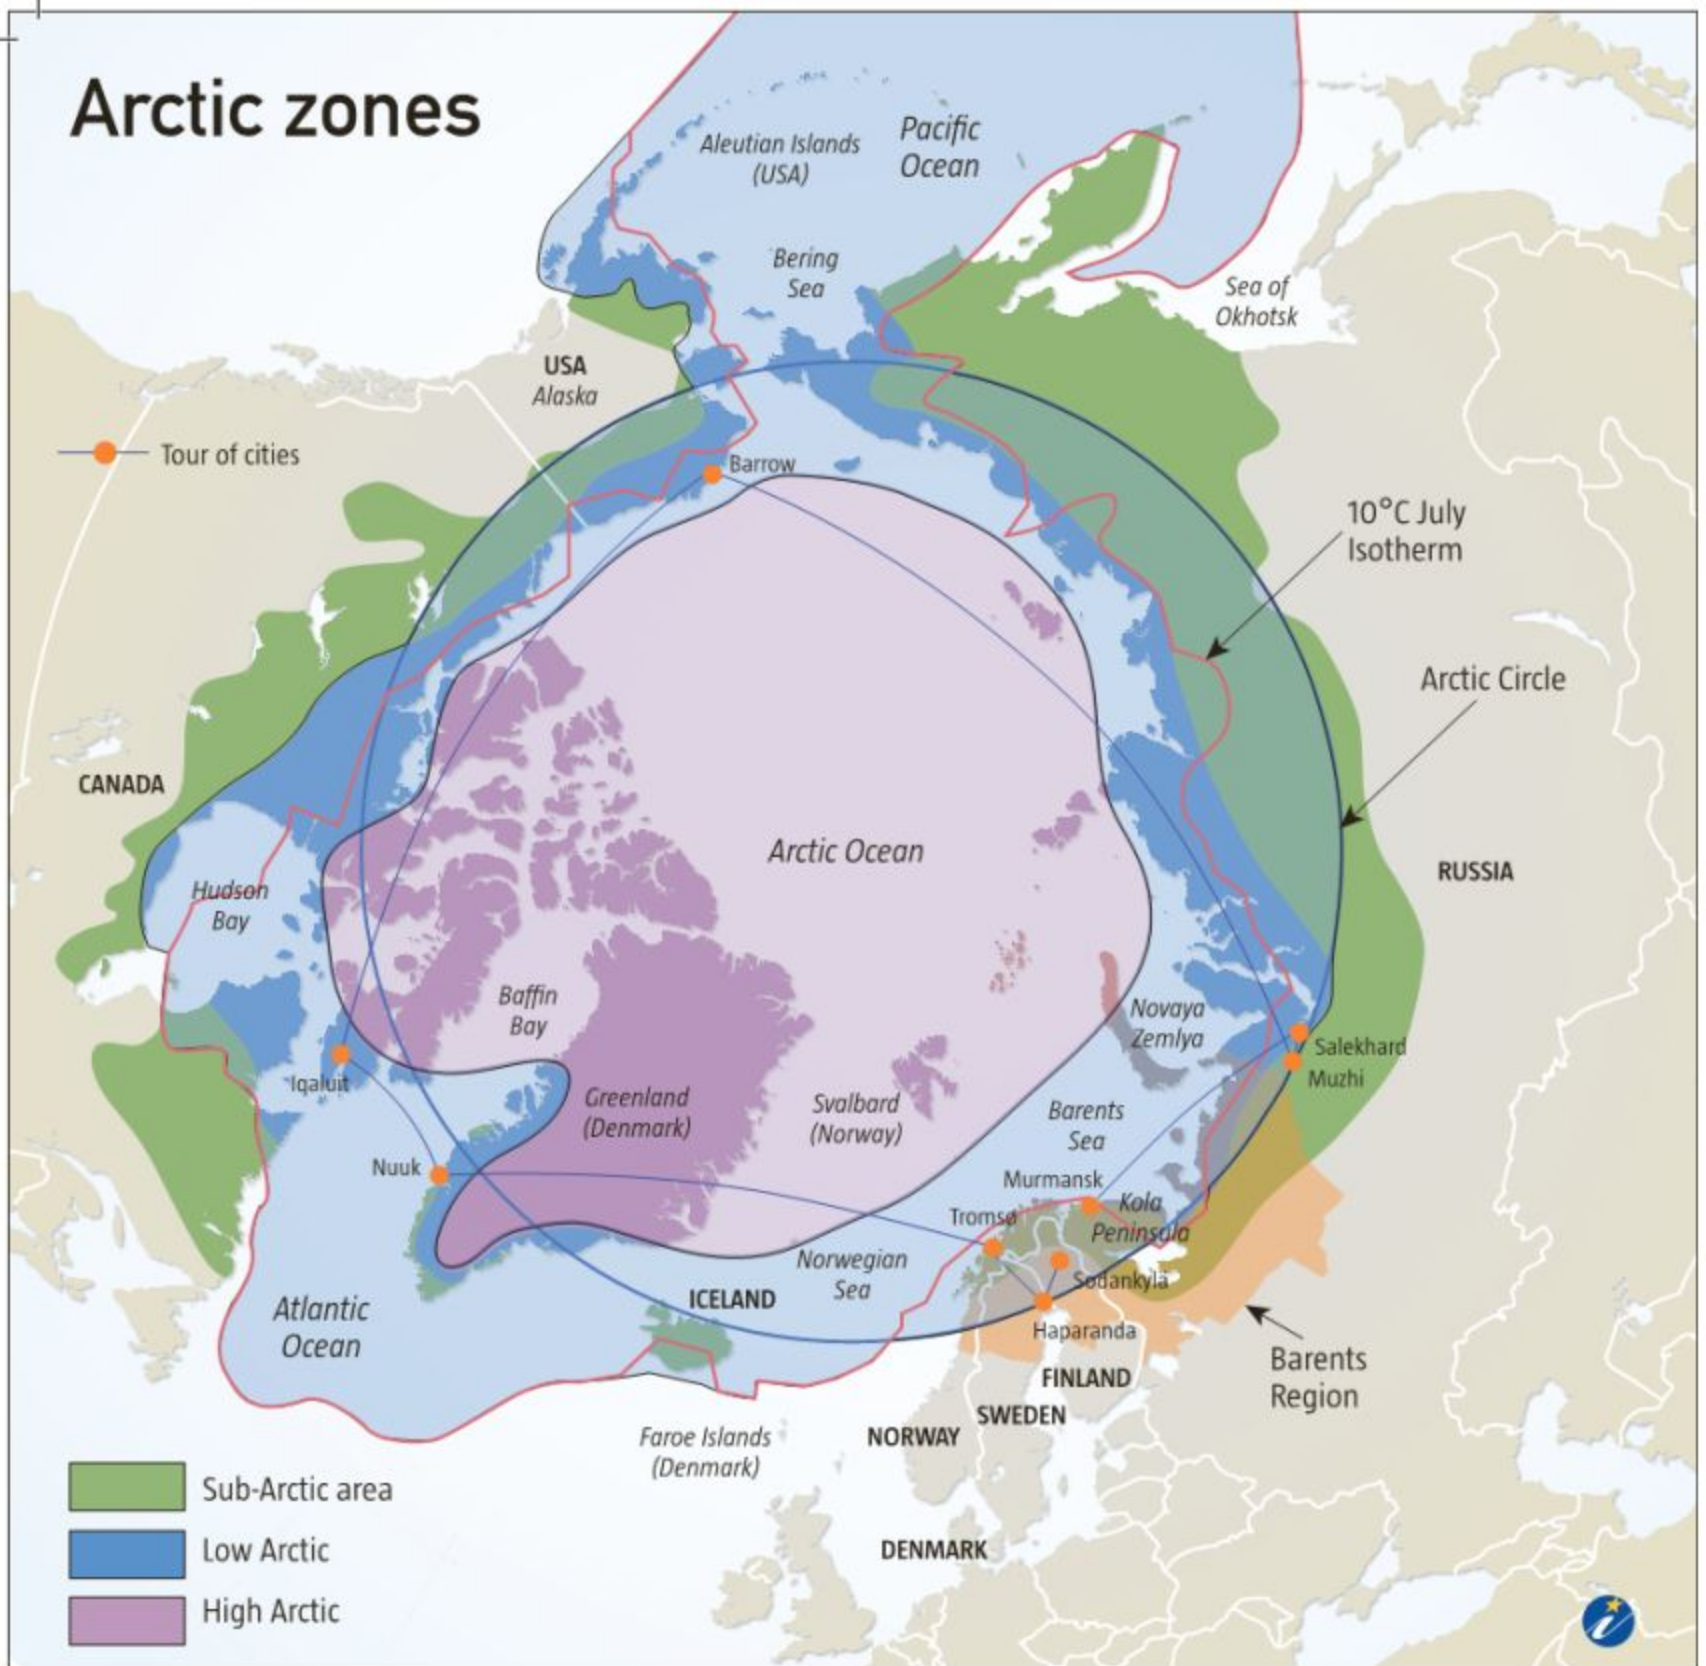 Arctic zones
Aleutian Islands
(USA)
Pacific
Ocean
Bering
Sea
Sea of
Okhotsk
USA
Alaska
Tour of cities
Barrow
10°C July
Isotherm
Arctic Circle
CANADA
Arctic Ocean
RUSSIA
Hudson
Bay
Baffin
Bay
Novaya
Zemlya
Salekhard
Muzhi
Iqaluit
Greenland
(Denmark)
Svalbard
(Norway)
Barents
Sea
Nuuk
Murmansk
Kola
Peninsula
Tromsø
Norwegian
Sea
Sodankylä
ICELAND
Atlantic
Ocean
Haparanda
Barents
Region
FINLAND
SWEDEN
NORWAY
Faroe Islands
(Denmark)
DENMARK
Sub-Arctic area
Low Arctic
High Arctic
i